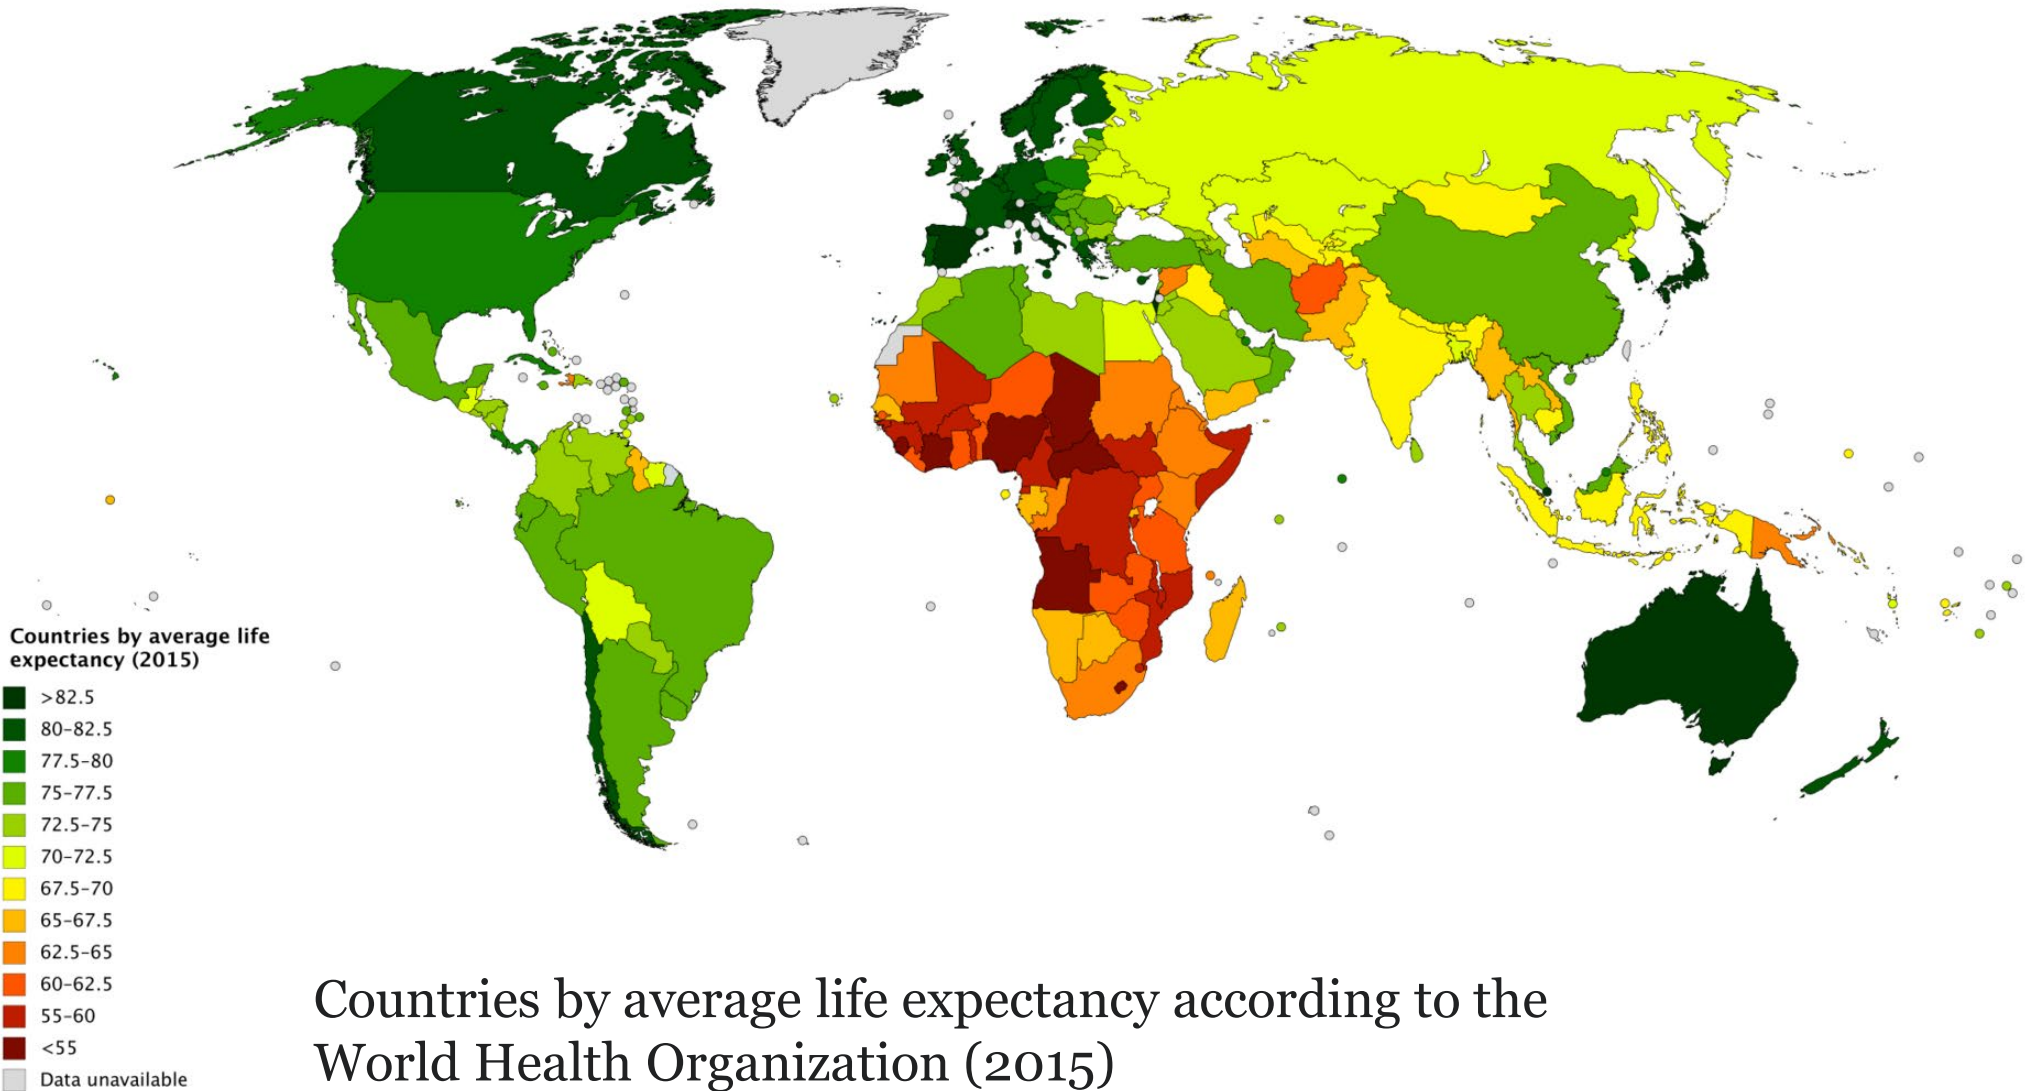 Countries by average life
expectancy (2015)
>82.5
80–82.5
77.5–80
75–77.5
72.5–75
70–72.5
67.5–70
65–67.5
62.5–65
60–62.5
55–60
<55
Data unavailable
Countries by average life expectancy according to the
World Health Organization (2015)